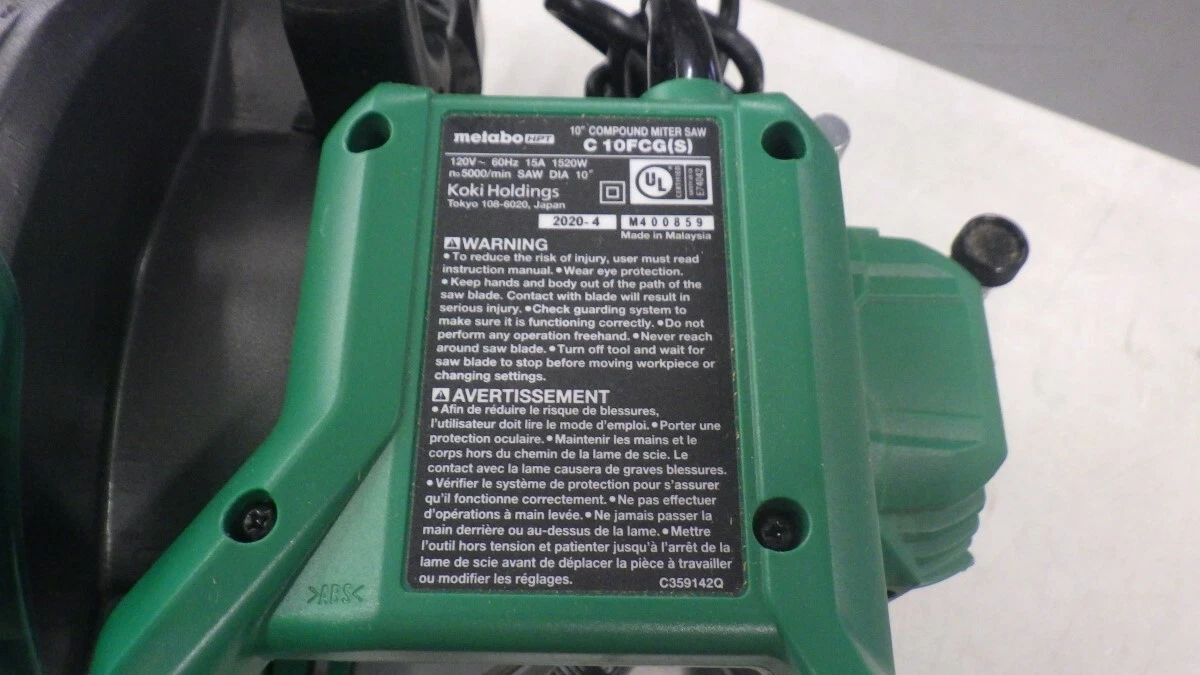 metabo HPT 10" COMPOUND MITER SAW
C 10FCG(S)
120V~ 60Hz 15A 1520W
n₀5000/min SAW DIA 10"
Koki Holdings
Tokyo 108-6020, Japan
UL
CERTIFIED
E74042
2020-4 M400859
Made in Malaysia
⚠WARNING
•To reduce the risk of injury, user must read
instruction manual. •Wear eye protection.
•Keep hands and body out of the path of the
saw blade. Contact with blade will result in
serious injury. •Check guarding system to
make sure it is functioning correctly. •Do not
perform any operation freehand. •Never reach
around saw blade. •Turn off tool and wait for
saw blade to stop before moving workpiece or
changing settings.
⚠AVERTISSEMENT
•Afin de réduire le risque de blessures,
l'utilisateur doit lire le mode d'emploi. •Porter une
protection oculaire. •Maintenir les mains et le
corps hors du chemin de la lame de scie. Le
contact avec la lame causera de graves blessures.
•Vérifier le système de protection pour s'assurer
qu'il fonctionne correctement. •Ne pas effectuer
d'opérations à main levée. •Ne jamais passer la
main derrière ou au-dessus de la lame. •Mettre
l'outil hors tension et patienter jusqu'à l'arrêt de la
lame de scie avant de déplacer la pièce à travailler
ou modifier les réglages. C359142Q
>ABS<